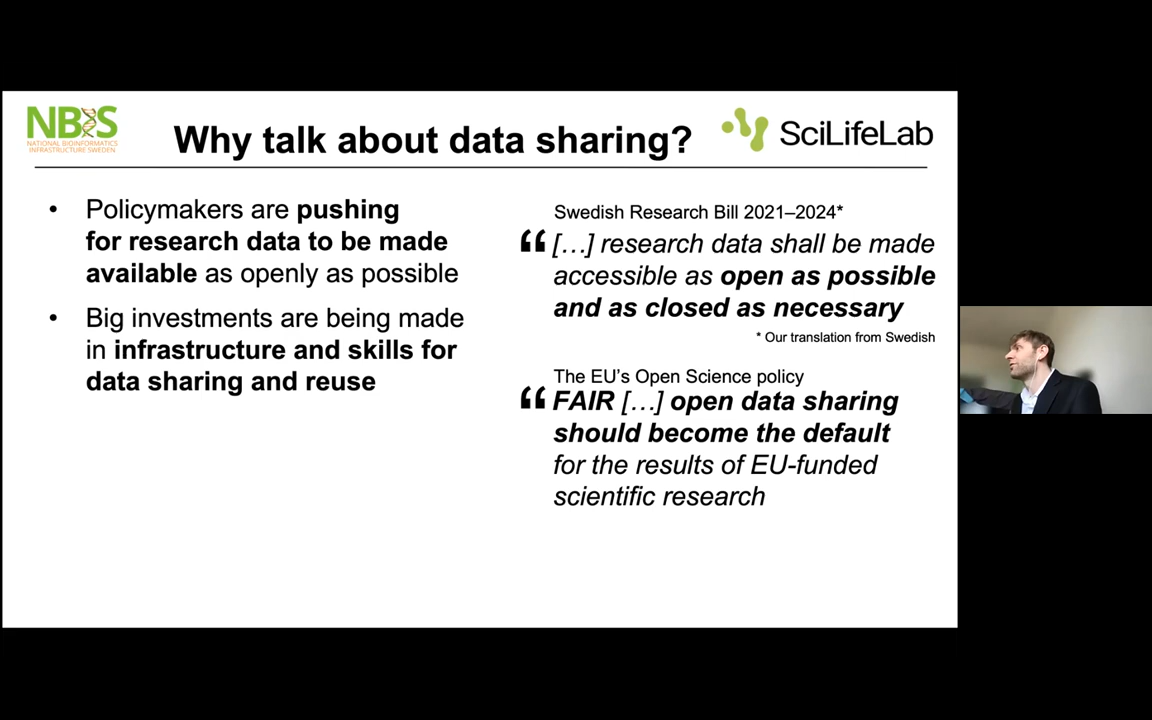 NBIS
NATIONAL BIOINFORMATICS
INFRASTRUCTURE SWEDEN
Why talk about data sharing?
SciLifeLab
• Policymakers are pushing
for research data to be made
available as openly as possible
• Big investments are being made
in infrastructure and skills for
data sharing and reuse
Swedish Research Bill 2021–2024*
“ […] research data shall be made
accessible as open as possible
and as closed as necessary
* Our translation from Swedish
The EU’s Open Science policy
“ FAIR […] open data sharing
should become the default
for the results of EU-funded
scientific research